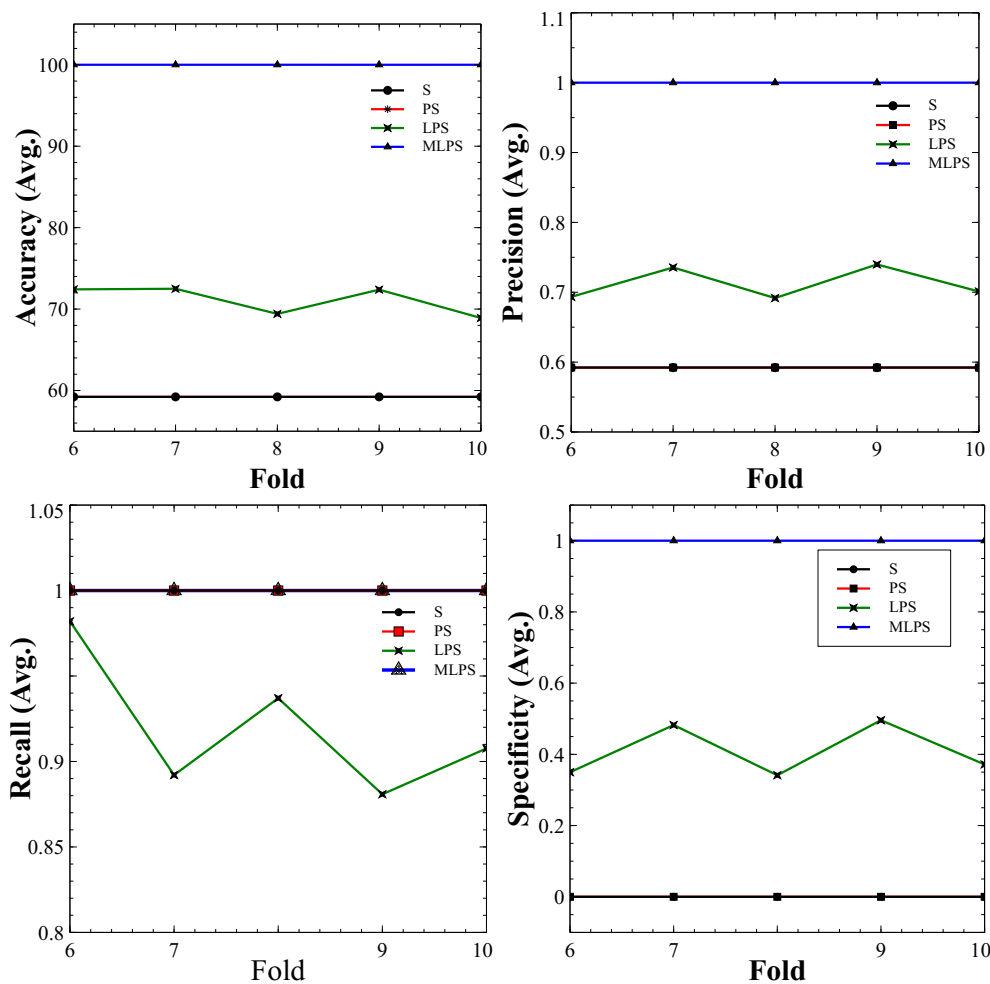 Accuracy (Avg.)
100
90
80
70
60
6
7
8
9
10
Fold
S
PS
LPS
MLPS
Precision (Avg.)
1.1
1
0.9
0.8
0.7
0.6
0.5
6
7
8
9
10
Fold
S
PS
LPS
MLPS
Recall (Avg.)
1.05
1
0.9
0.85
0.8
6
7
8
9
10
Fold
S
PS
LPS
MLPS
Specificity (Avg.)
1
0.8
0.6
0.4
0.2
0
6
7
8
9
10
Fold
S
PS
LPS
MLPS